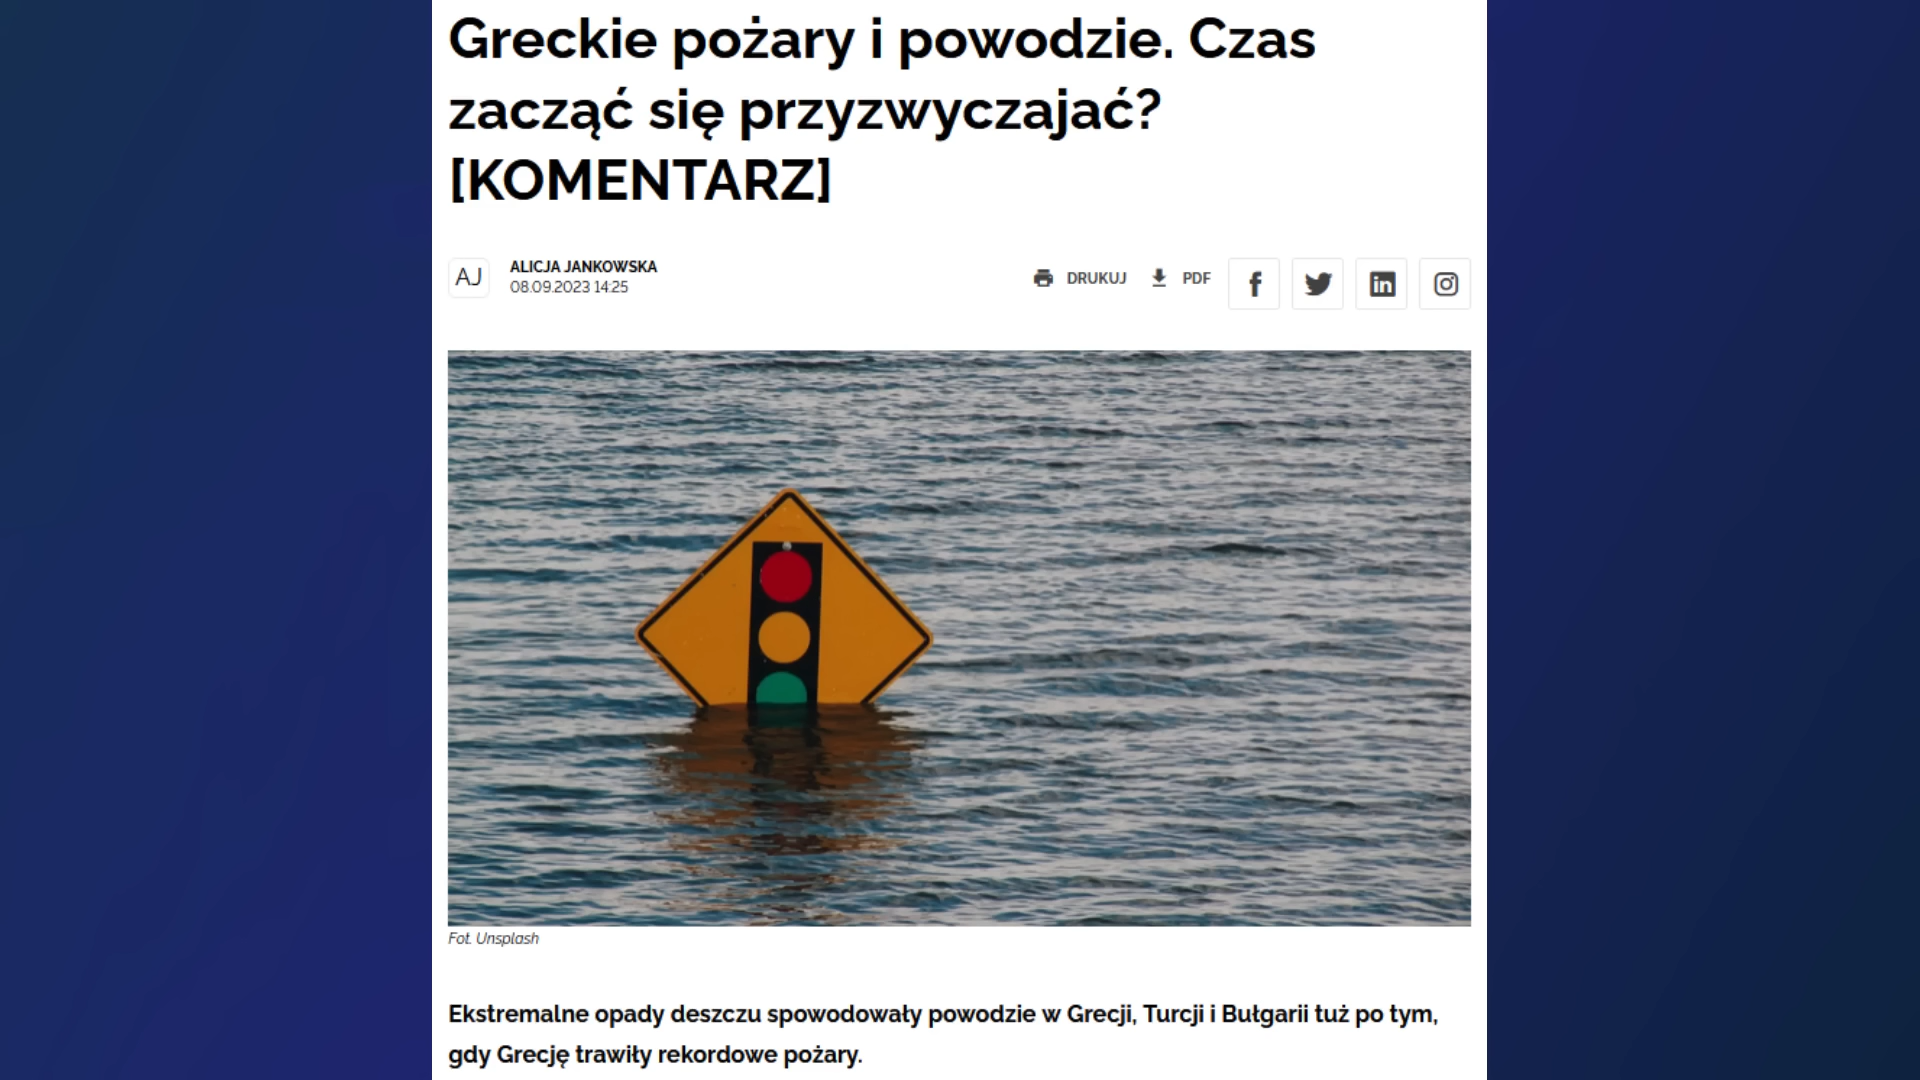 Greckie pożary i powodzie. Czas
zacząć się przyzwyczajać?
[KOMENTARZ]
AJ
ALICJA JANKOWSKA
08.09.2023 14:25
DRUKUJ
PDF
Fot. Unsplash
Ekstremalne opady deszczu spowodowały powodzie w Grecji, Turcji i Bułgarii tuż po tym,
gdy Grecję trawiły rekordowe pożary.